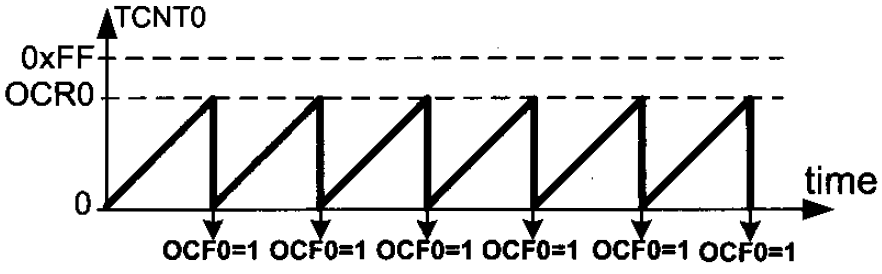 TCNT0
0xFF
OCR0
0
time
OCF0=1 OCF0=1 OCF0=1 OCF0=1 OCF0=1 OCF0=1